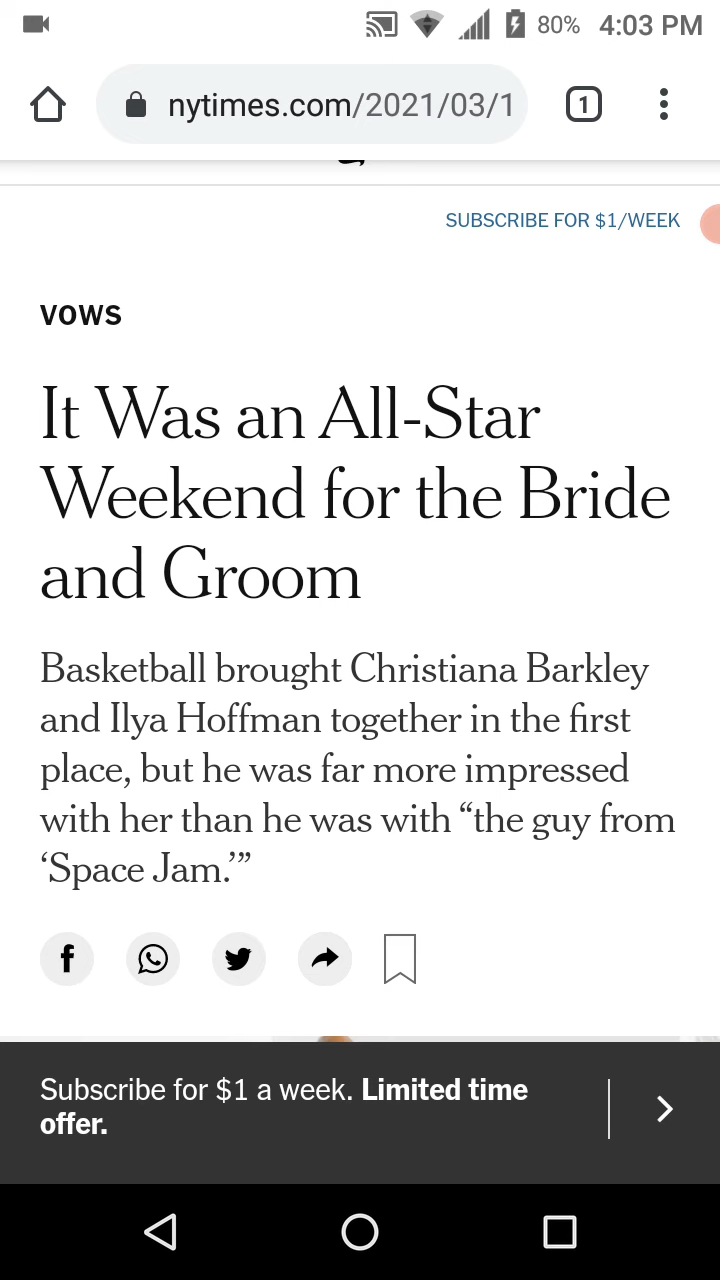 80% 4:03 PM
nytimes.com/2021/03/1 1
SUBSCRIBE FOR $1/WEEK
VOWS
It Was an All-Star
Weekend for the Bride
and Groom
Basketball brought Christiana Barkley
and Ilya Hoffman together in the first
place, but he was far more impressed
with her than he was with “the guy from
‘Space Jam.’”
Subscribe for $1 a week. Limited time
offer.